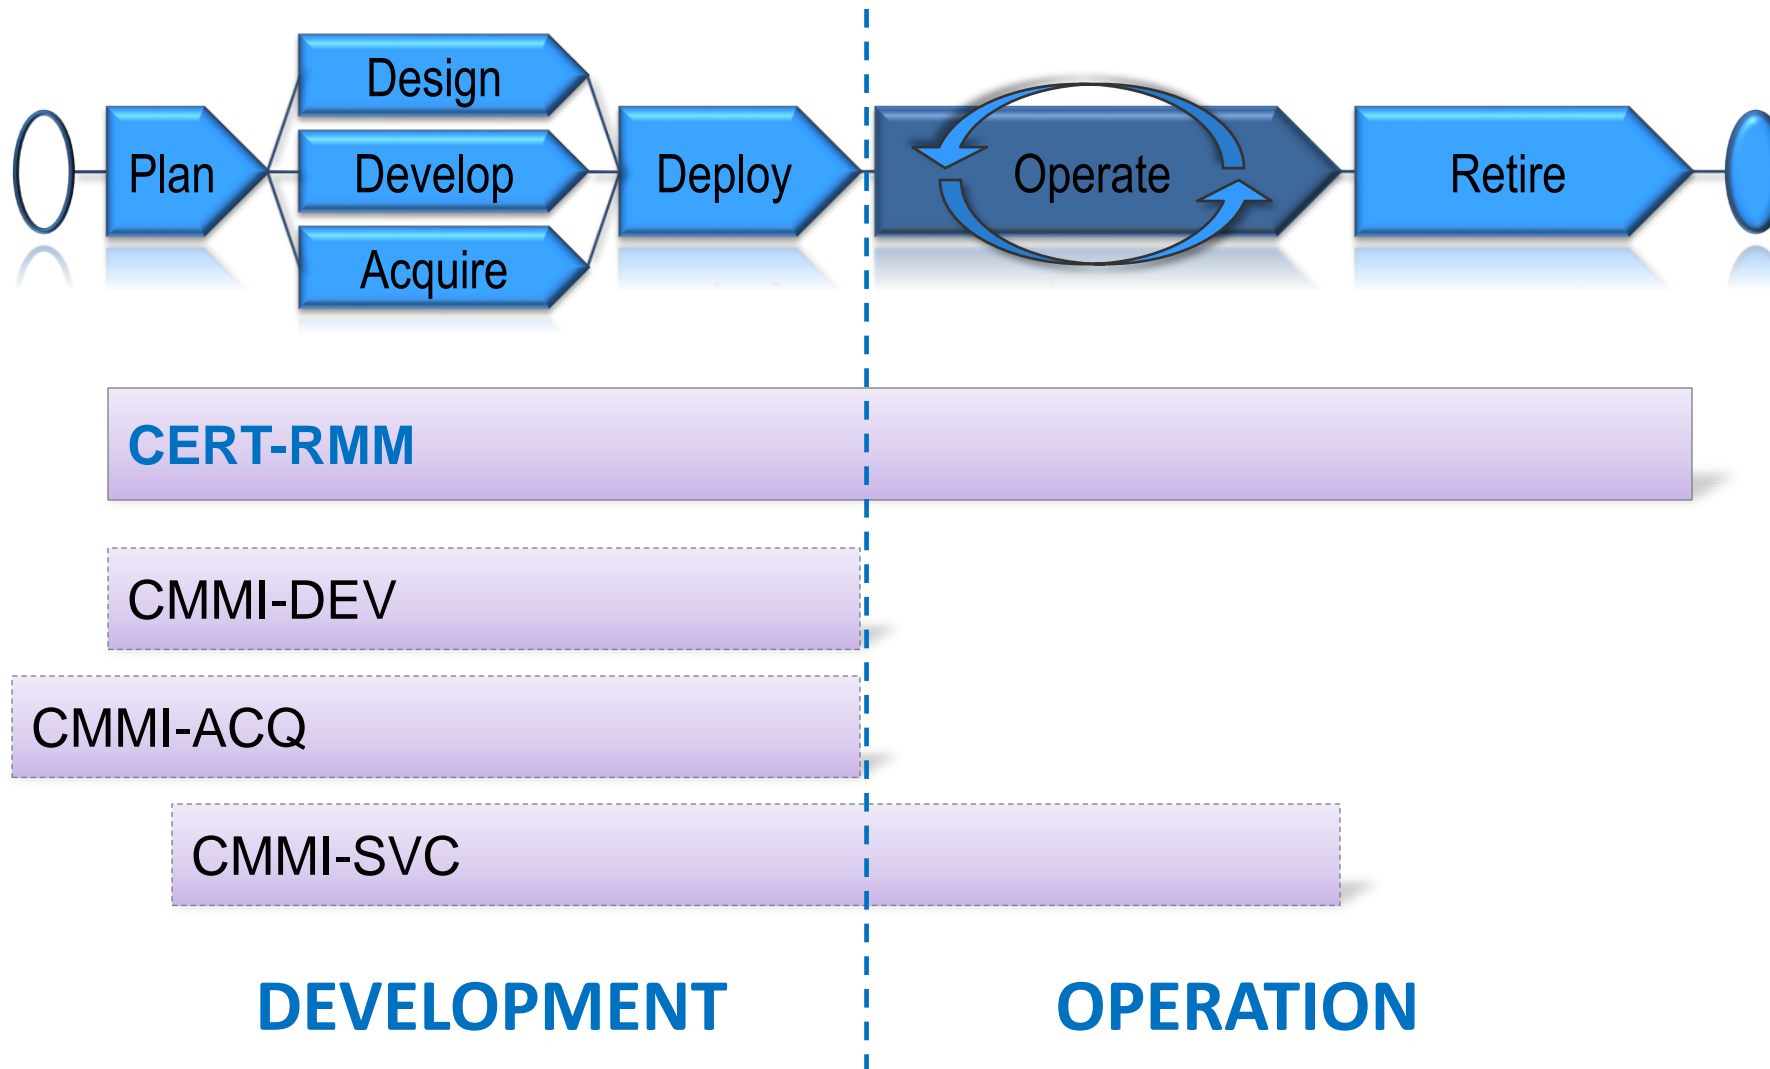 Design
Plan
Develop
Deploy
Operate
Retire
Acquire
CERT-RMM
CMMI-DEV
CMMI-ACQ
CMMI-SVC
DEVELOPMENT
OPERATION